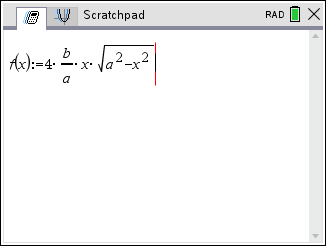 Scratchpad RAD
f(x):=4·b/a·x·√(a²−x²)